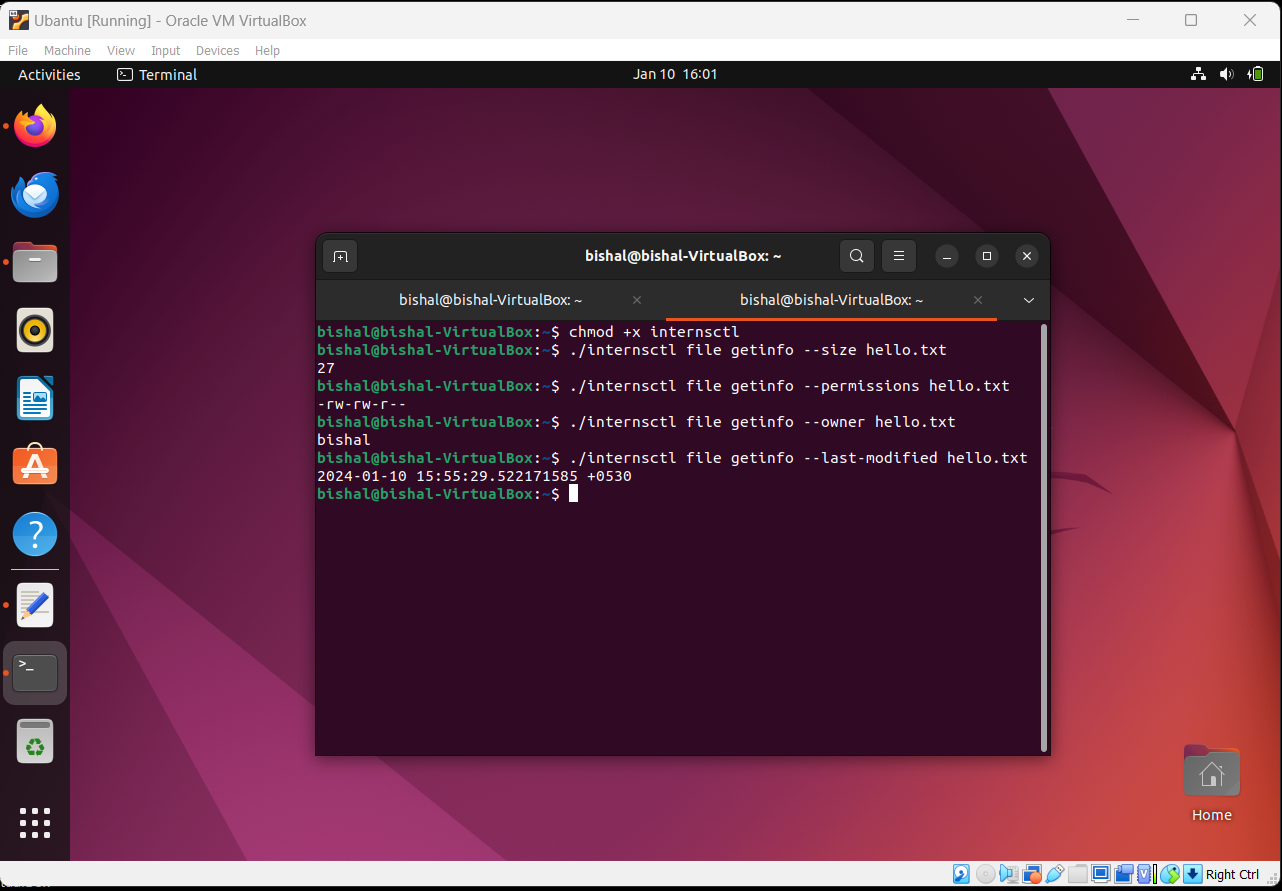 Ubantu [Running] - Oracle VM VirtualBox
File Machine View Input Devices Help
Activities Terminal Jan 10 16:01
bishal@bishal-VirtualBox: ~
bishal@bishal-VirtualBox: ~ bishal@bishal-VirtualBox: ~
bishal@bishal-VirtualBox:~$ chmod +x internsctl
bishal@bishal-VirtualBox:~$ ./internsctl file getinfo --size hello.txt
27
bishal@bishal-VirtualBox:~$ ./internsctl file getinfo --permissions hello.txt
-rw-rw-r--
bishal@bishal-VirtualBox:~$ ./internsctl file getinfo --owner hello.txt
bishal
bishal@bishal-VirtualBox:~$ ./internsctl file getinfo --last-modified hello.txt
2024-01-10 15:55:29.522171585 +0530
bishal@bishal-VirtualBox:~$
Home
Right Ctrl